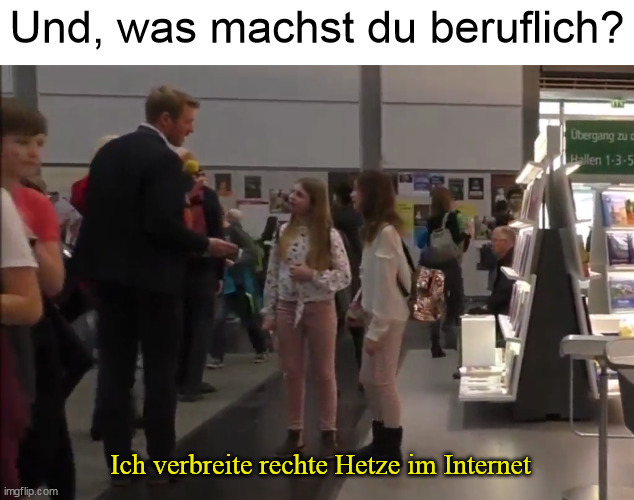 Und, was machst du beruflich?
Übergang zu
Hallen 1-3-5
Ich verbreite rechte Hetze im Internet
imgflip.com